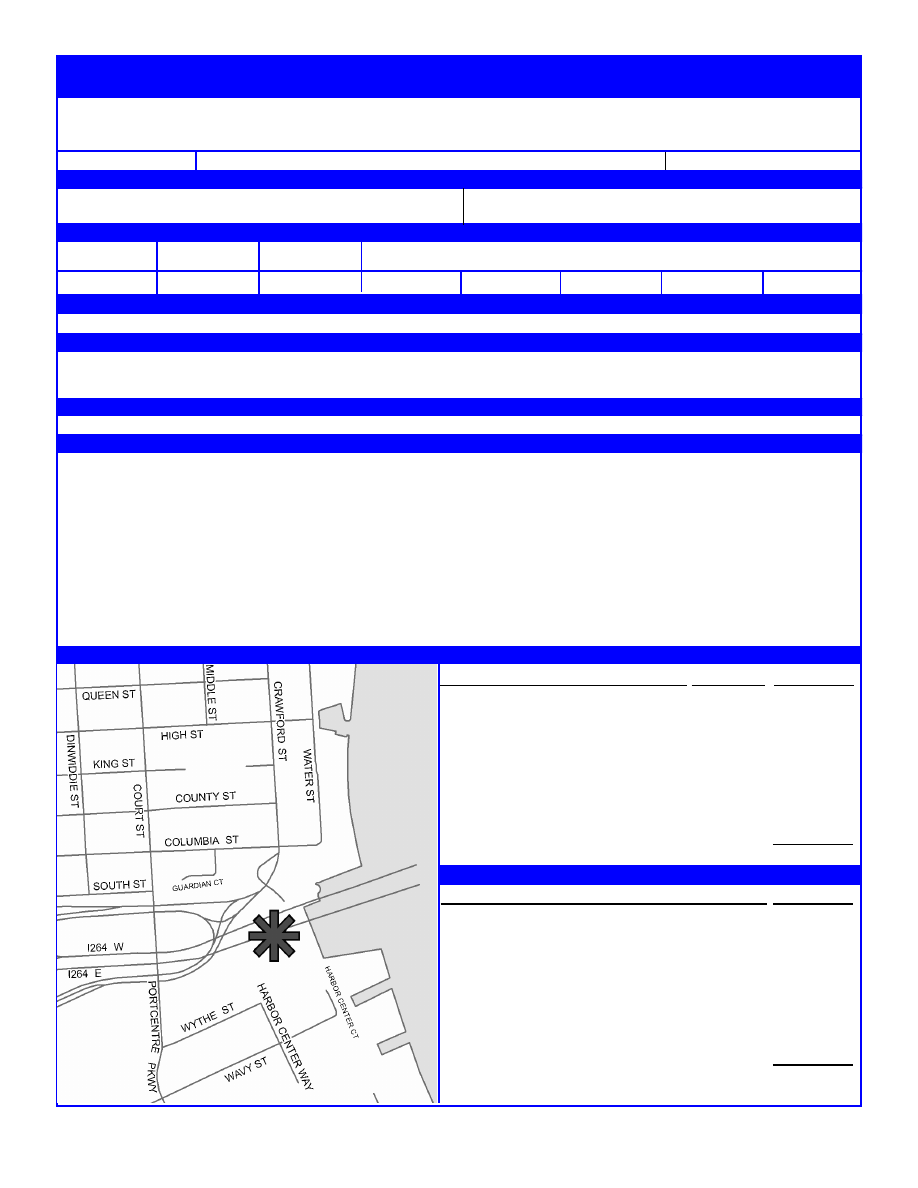 QUEEN ST
MIDDLE ST
CRAWFORD ST
HIGH ST
DINWIDDIE ST
KING ST
WATER ST
COURT ST
COUNTY ST
COLUMBIA ST
SOUTH ST
GUARDIAN CT
I264 W
I264 E
PORTCENTRE PKWY
WYTHE ST
HARBOR CENTER WAY
HARBOR CENTER CT
WAVY ST